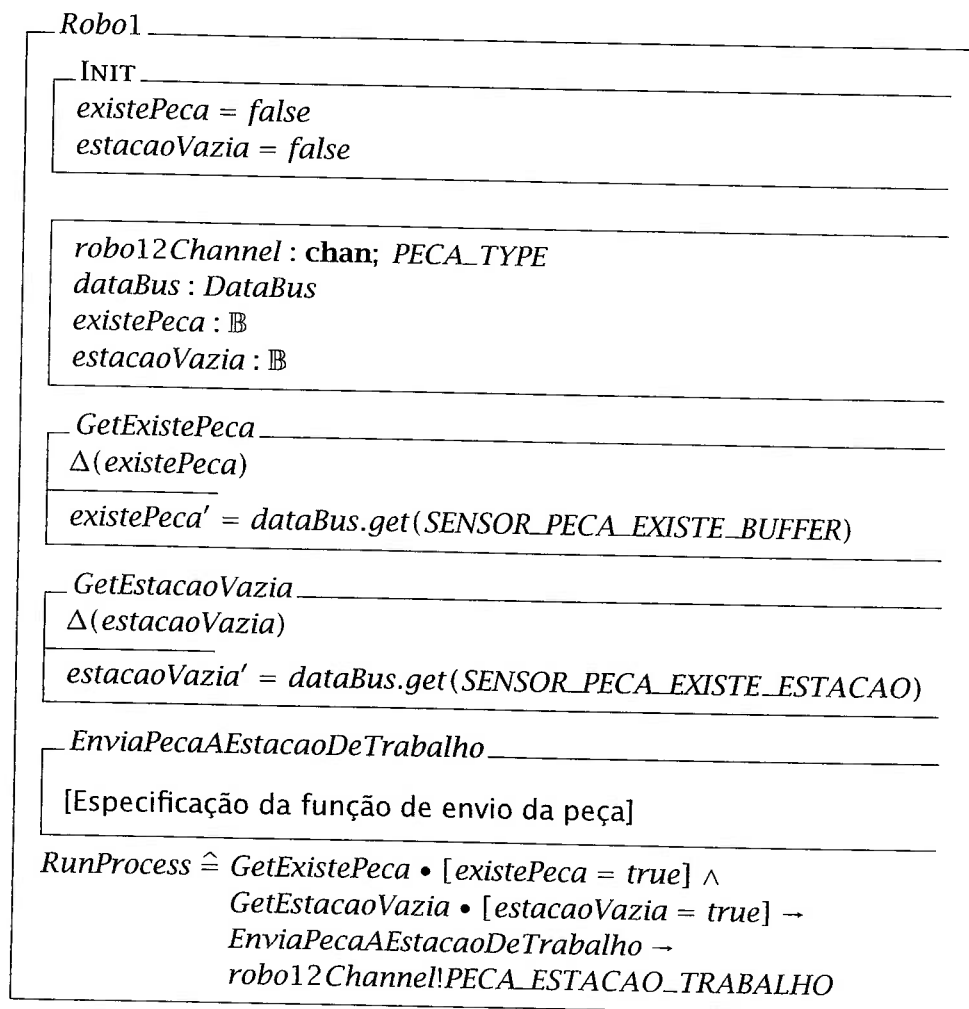 Robo1
INIT
existePeca = false
estacaoVazia = false
robo12Channel : chan; PECA_TYPE
dataBus : DataBus
existePeca : 𝔹
estacaoVazia : 𝔹
GetExistePeca
Δ(existePeca)
existePeca′ = dataBus.get(SENSOR_PECA_EXISTE_BUFFER)
GetEstacaoVazia
Δ(estacaoVazia)
estacaoVazia′ = dataBus.get(SENSOR_PECA_EXISTE_ESTACAO)
EnviaPecaAEstacaoDeTrabalho
[Especificação da função de envio da peça]
RunProcess ≙ GetExistePeca • [existePeca = true] ∧
GetEstacaoVazia • [estacaoVazia = true] →
EnviaPecaAEstacaoDeTrabalho →
robo12Channel!PECA_ESTACAO_TRABALHO